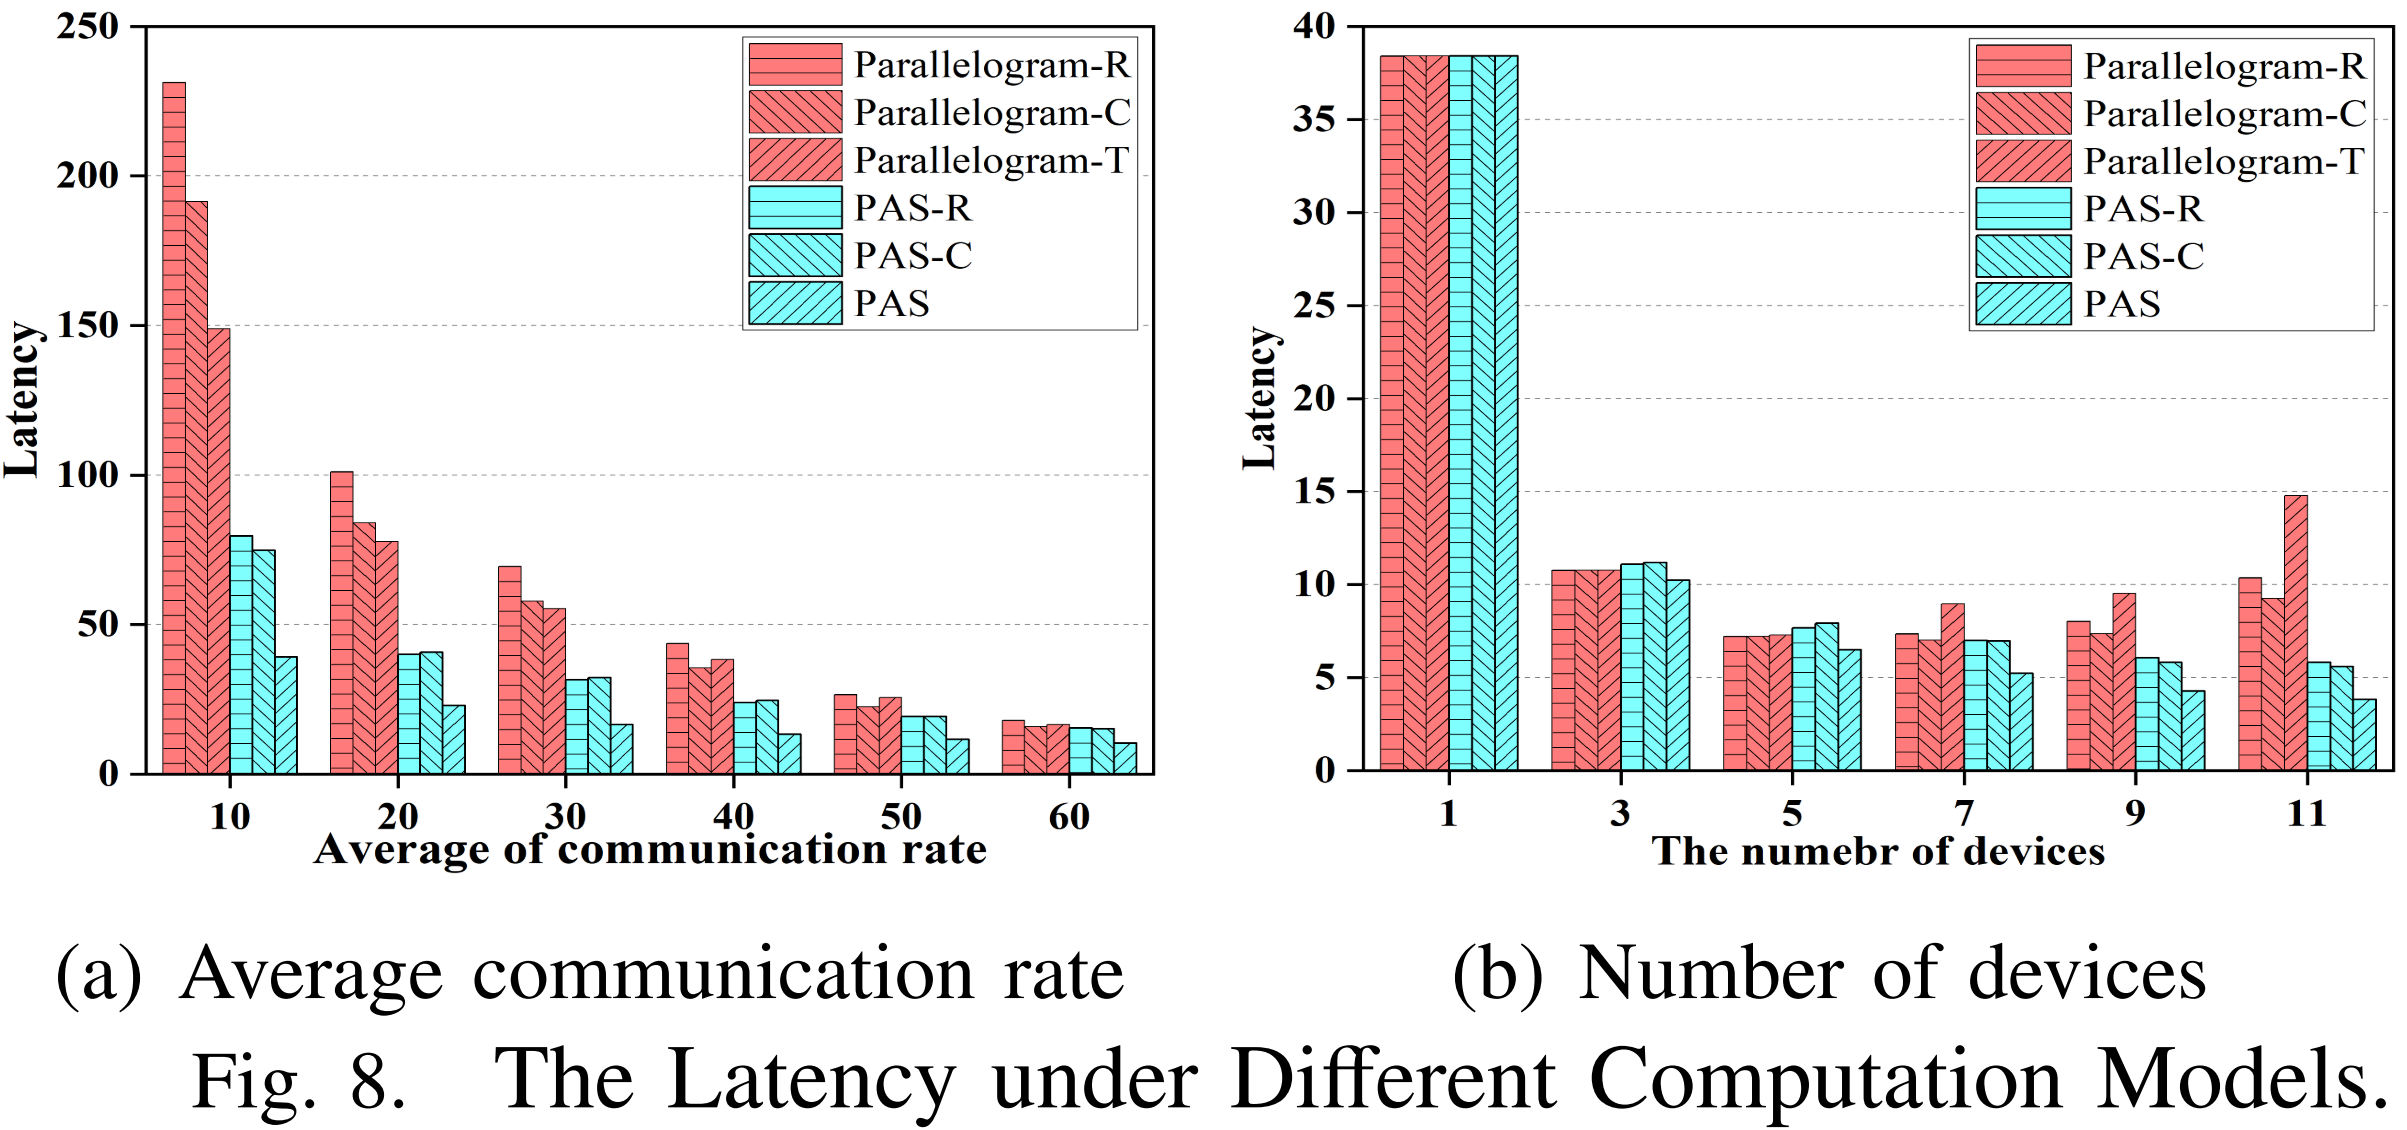 250
200
150
100
50
0
Latency
Parallelogram-R
Parallelogram-C
Parallelogram-T
PAS-R
PAS-C
PAS
10 20 30 40 50 60
Average of communication rate
40
35
30
25
20
15
10
5
0
Latency
Parallelogram-R
Parallelogram-C
Parallelogram-T
PAS-R
PAS-C
PAS
1 3 5 7 9 11
The numebr of devices
(a) Average communication rate
(b) Number of devices
Fig. 8. The Latency under Different Computation Models.